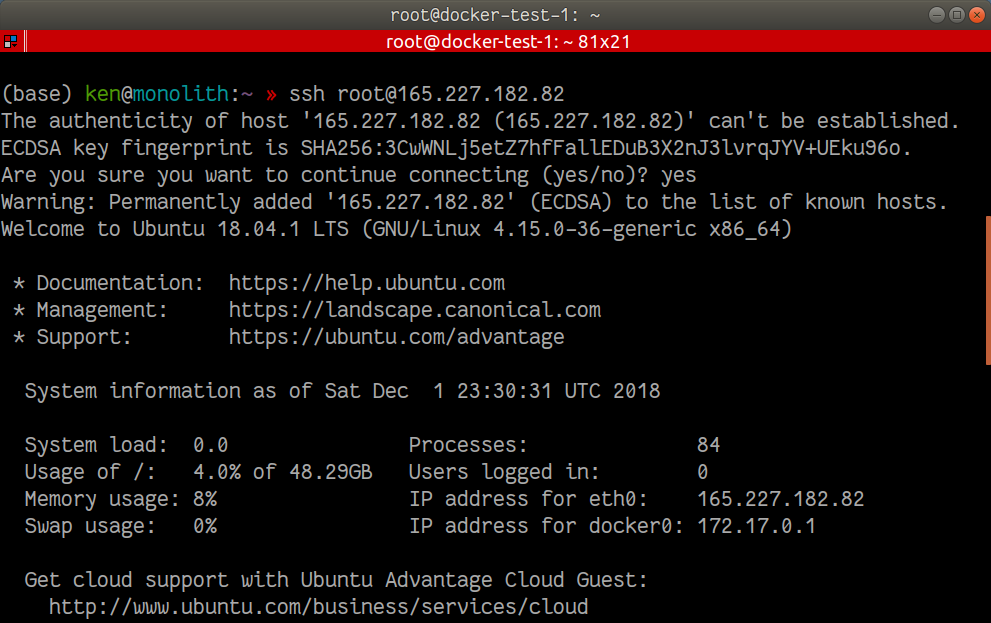 root@docker-test-1: ~
root@docker-test-1: ~ 81x21
(base) ken@monolith:~ » ssh root@165.227.182.82
The authenticity of host '165.227.182.82 (165.227.182.82)' can't be established.
ECDSA key fingerprint is SHA256:3CwWNLj5etZ7hfFallEDuB3X2nJ3lvrqJYV+UEku96o.
Are you sure you want to continue connecting (yes/no)? yes
Warning: Permanently added '165.227.182.82' (ECDSA) to the list of known hosts.
Welcome to Ubuntu 18.04.1 LTS (GNU/Linux 4.15.0-36-generic x86_64)
* Documentation:  https://help.ubuntu.com
* Management:     https://landscape.canonical.com
* Support:        https://ubuntu.com/advantage
System information as of Sat Dec  1 23:30:31 UTC 2018
System load:  0.0               Processes:              84
Usage of /:   4.0% of 48.29GB   Users logged in:        0
Memory usage: 8%                IP address for eth0:    165.227.182.82
Swap usage:   0%                IP address for docker0: 172.17.0.1
Get cloud support with Ubuntu Advantage Cloud Guest:
http://www.ubuntu.com/business/services/cloud